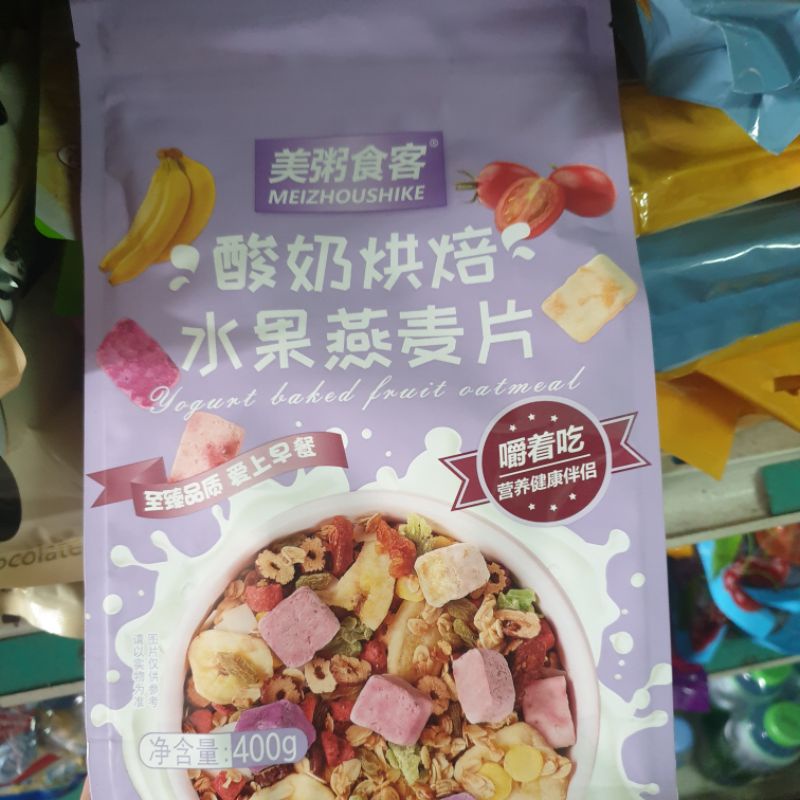 美粥食客®
MEIZHOUSHIKE
酸奶烘焙
水果燕麦片
Yogurt baked fruit oatmeal
至臻品质 爱上早餐
嚼着吃
营养健康伴侣
图片仅供参考
请以实物为准
净含量:400g
ocolate